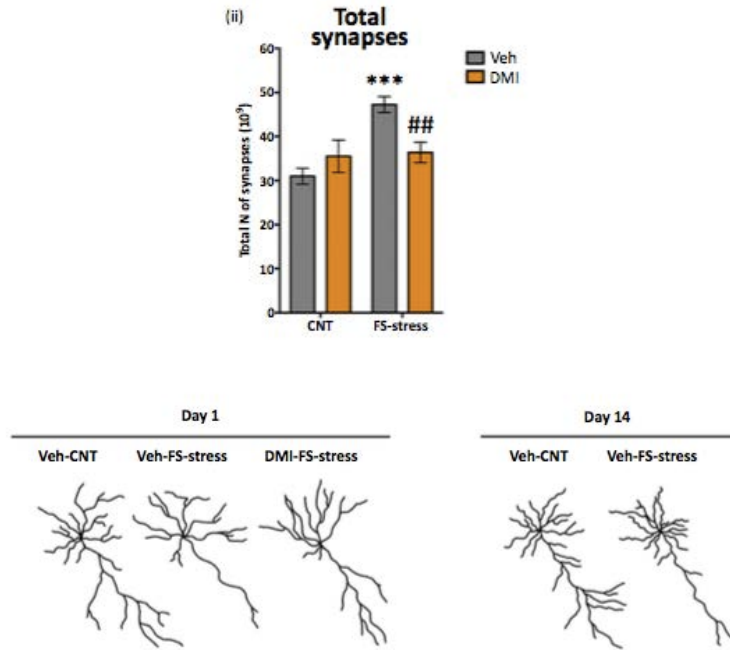 (ii)
Total
synapses
Veh
DMI
Total N of synapses (10⁹)
60
50
40
30
20
10
0
***
##
CNT FS-stress
Day 1
Veh-CNT Veh-FS-stress DMI-FS-stress
Day 14
Veh-CNT Veh-FS-stress